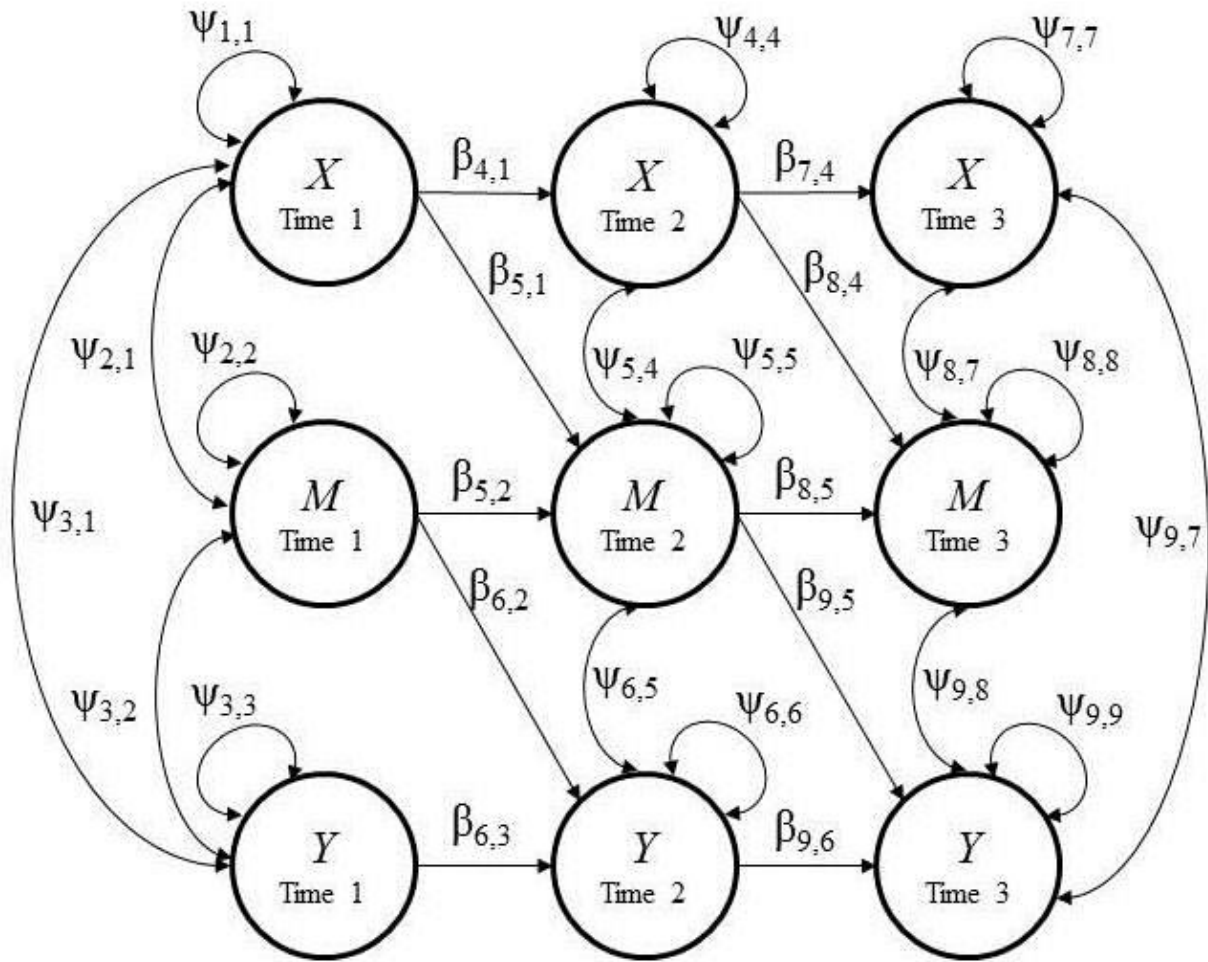 ψ1,1
ψ4,4
ψ7,7
X
Time 1
β4,1
X
Time 2
β7,4
X
Time 3
β5,1
β8,4
ψ2,1
ψ2,2
ψ5,4
ψ5,5
ψ8,7
ψ8,8
ψ3,1
M
Time 1
β5,2
M
Time 2
β8,5
M
Time 3
ψ9,7
β6,2
β9,5
ψ3,2
ψ3,3
ψ6,5
ψ6,6
ψ9,8
ψ9,9
Y
Time 1
β6,3
Y
Time 2
β9,6
Y
Time 3